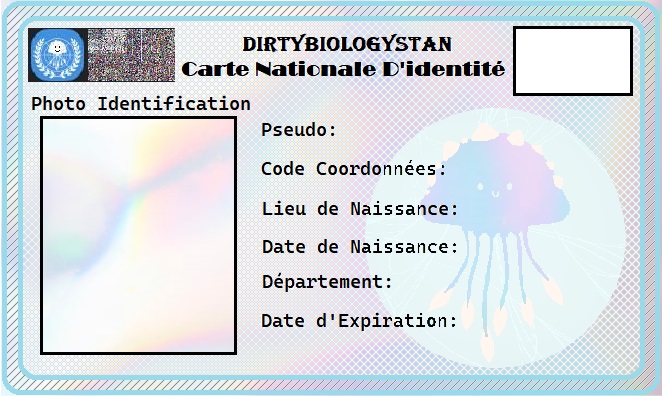 DIRTYBIOLOGYSTAN
Carte Nationale D'identité
Photo Identification
Pseudo:
Code Coordonnées:
Lieu de Naissance:
Date de Naissance:
Département:
Date d'Expiration: